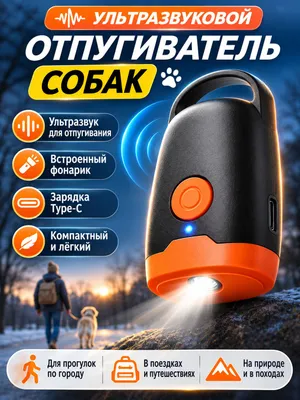 УЛЬТРАЗВУКОВОЙ
ОТПУГИВАТЕЛЬ
СОБАК
Ультразвук
для отпугивания
Встроенный
фонарик
Зарядка
Type-C
Компактный
и лёгкий
Для прогулок
по городу
В поездках
и путешествиях
На природе
и в походах